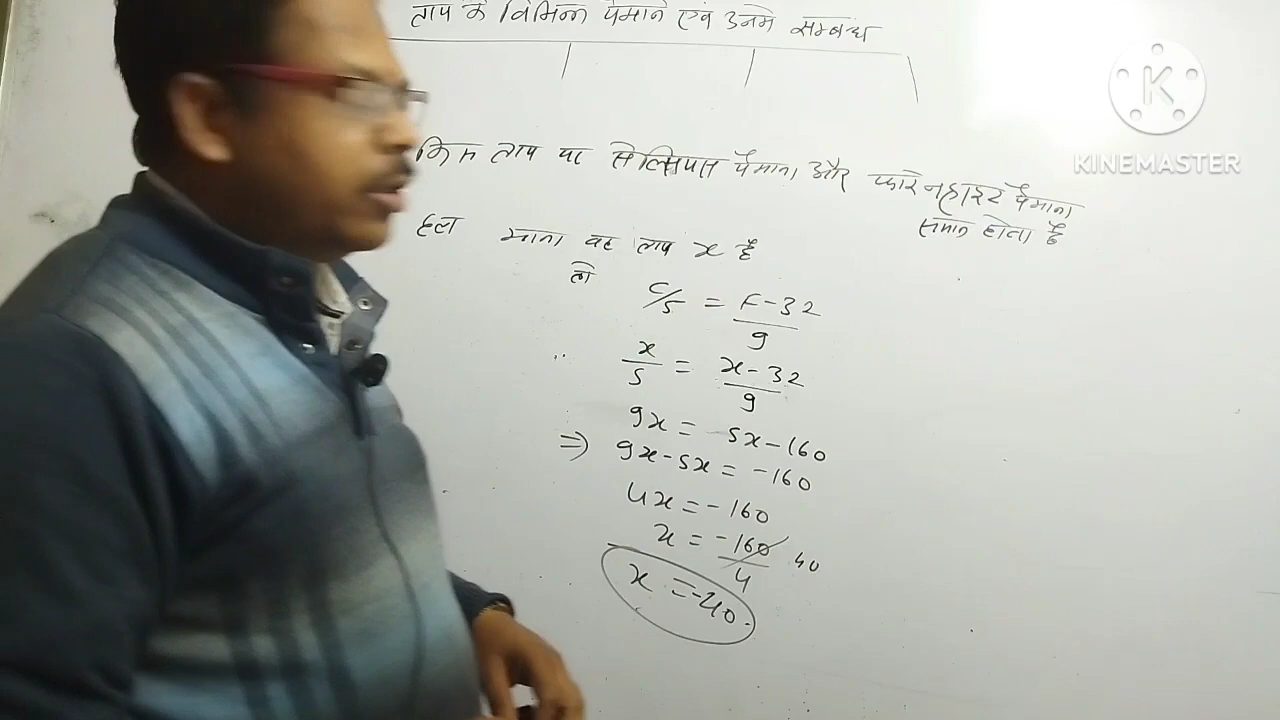 ताप के विभिन्न पैमाने एवं उनमे सम्बन्ध
किस ताप पर सेल्सियस पैमाना और फारेनहाइट पैमाना
समान होता है
हल माना वह ताप x है
तो C/5 = F-32/9
∴ x/5 = x-32/9
9x = 5x-160
⇒ 9x-5x = -160
4x = -160
x = -160/4 40
x = -40.
KINEMASTER